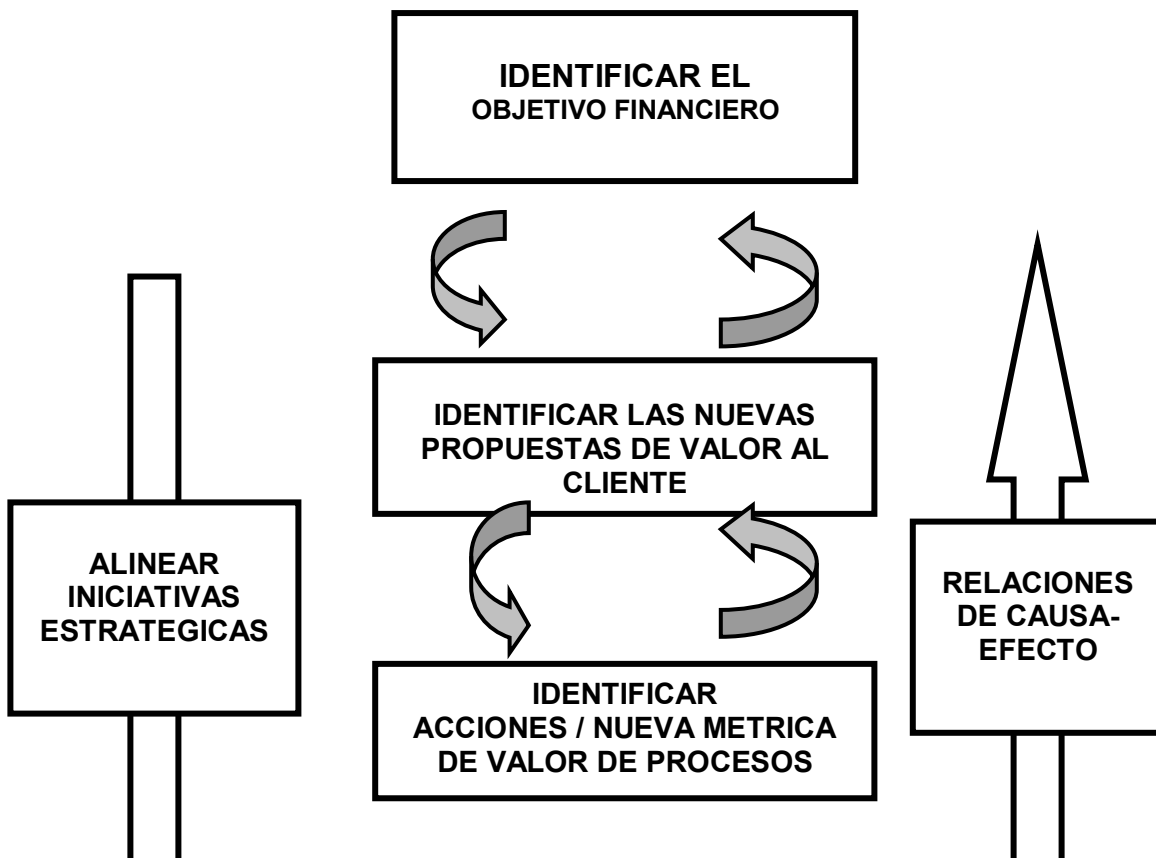 IDENTIFICAR EL
OBJETIVO FINANCIERO
IDENTIFICAR LAS NUEVAS
PROPUESTAS DE VALOR AL
CLIENTE
ALINEAR
INICIATIVAS
ESTRATEGICAS
RELACIONES
DE CAUSA-
EFECTO
IDENTIFICAR
ACCIONES / NUEVA METRICA
DE VALOR DE PROCESOS